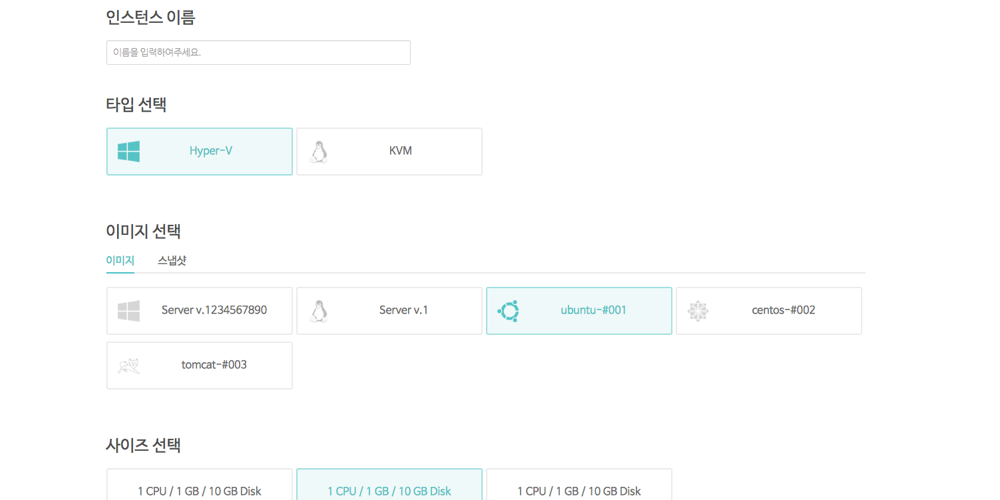 인스턴스 이름
이름을 입력하여주세요.
타입 선택
Hyper-V
KVM
이미지 선택
이미지 스냅샷
Server v.1234567890
Server v.1
ubuntu-#001
centos-#002
tomcat-#003
사이즈 선택
1 CPU / 1 GB / 10 GB Disk
1 CPU / 1 GB / 10 GB Disk
1 CPU / 1 GB / 10 GB Disk